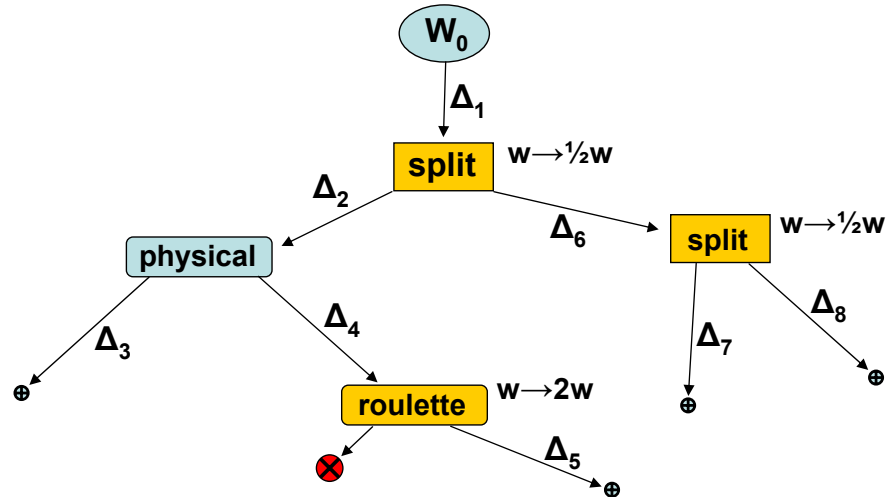 W₀
Δ₁
split
w→½w
Δ₂
Δ₆
split
w→½w
physical
Δ₃
Δ₄
Δ₇
Δ₈
roulette
w→2w
Δ₅